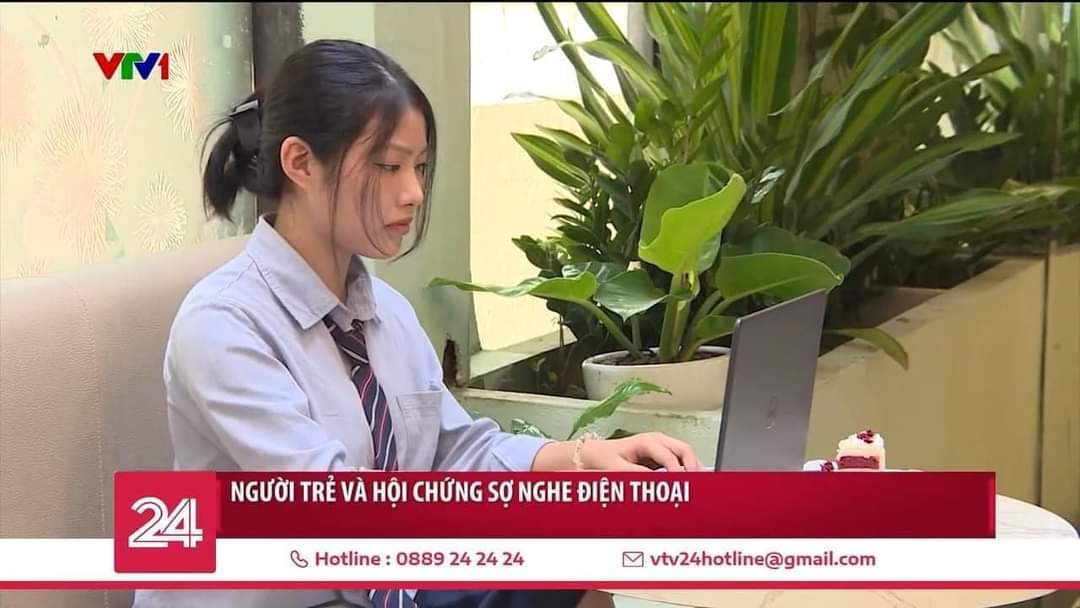 VTV1
NGƯỜI TRẺ VÀ HỘI CHỨNG SỢ NGHE ĐIỆN THOẠI
24
Hotline : 0889 24 24 24
vtv24hotline@gmail.com